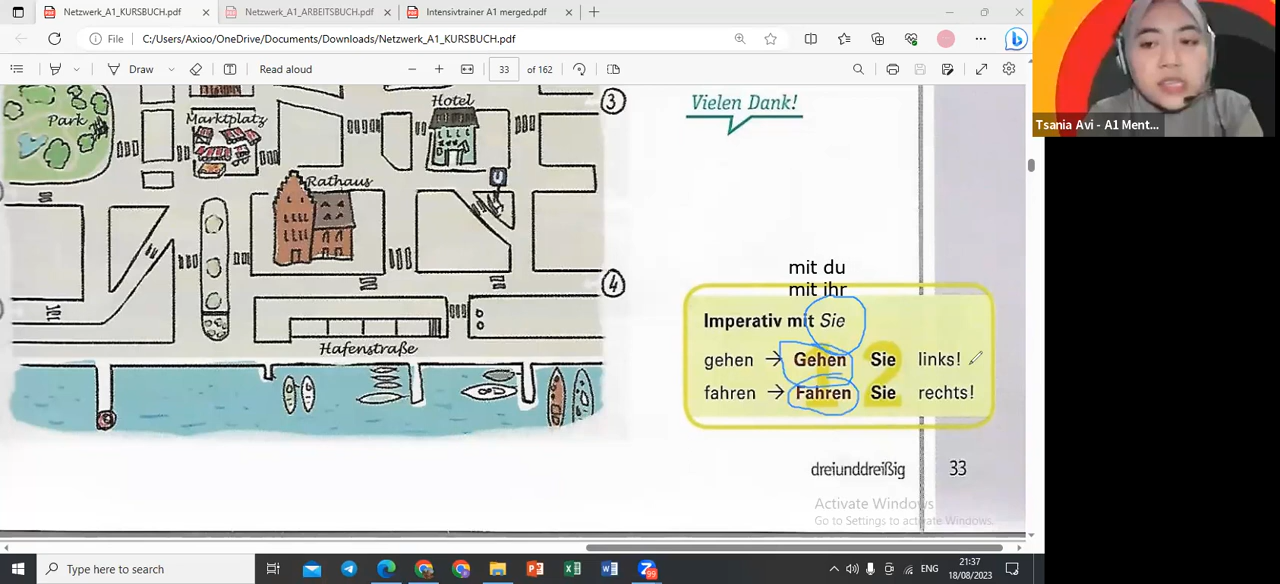 Netzwerk_A1_KURSBUCH.pdf
Netzwerk_A1_ARBEITSBUCH.pdf
Intensivtrainer A1 merged.pdf
File
C:/Users/Axioo/OneDrive/Documents/Downloads/Netzwerk_A1_KURSBUCH.pdf
Draw
Read aloud
33
of 162
Tsania Avi - A1 Ment...
Park
Marktplatz
Hotel
3
Vielen Dank!
Rathaus
U
4
Hafenstraße
mit du
mit ihr
Imperativ mit Sie
1 2
gehen → Gehen Sie links!
fahren → Fahren Sie rechts!
dreiunddreißig 33
Activate Windows
Go to Settings to activate Windows.
Type here to search
99
ENG
21:37
18/08/2023